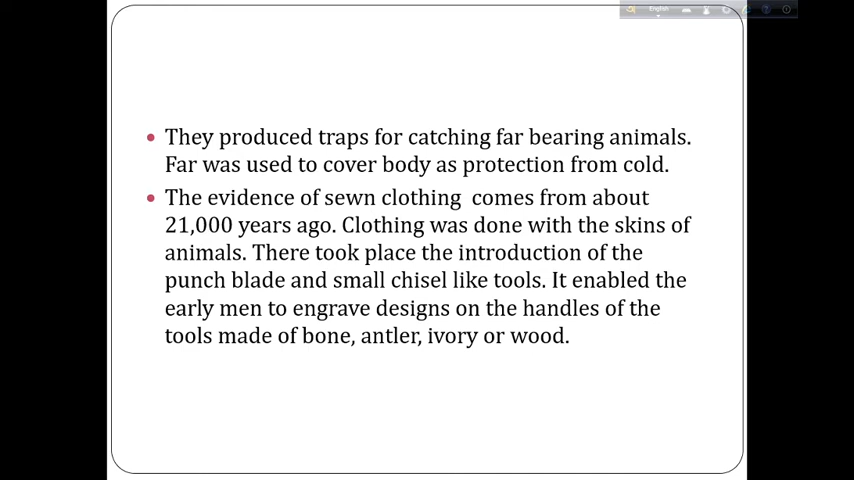 English
They produced traps for catching far bearing animals.
Far was used to cover body as protection from cold.
The evidence of sewn clothing  comes from about
21,000 years ago. Clothing was done with the skins of
animals. There took place the introduction of the
punch blade and small chisel like tools. It enabled the
early men to engrave designs on the handles of the
tools made of bone, antler, ivory or wood.